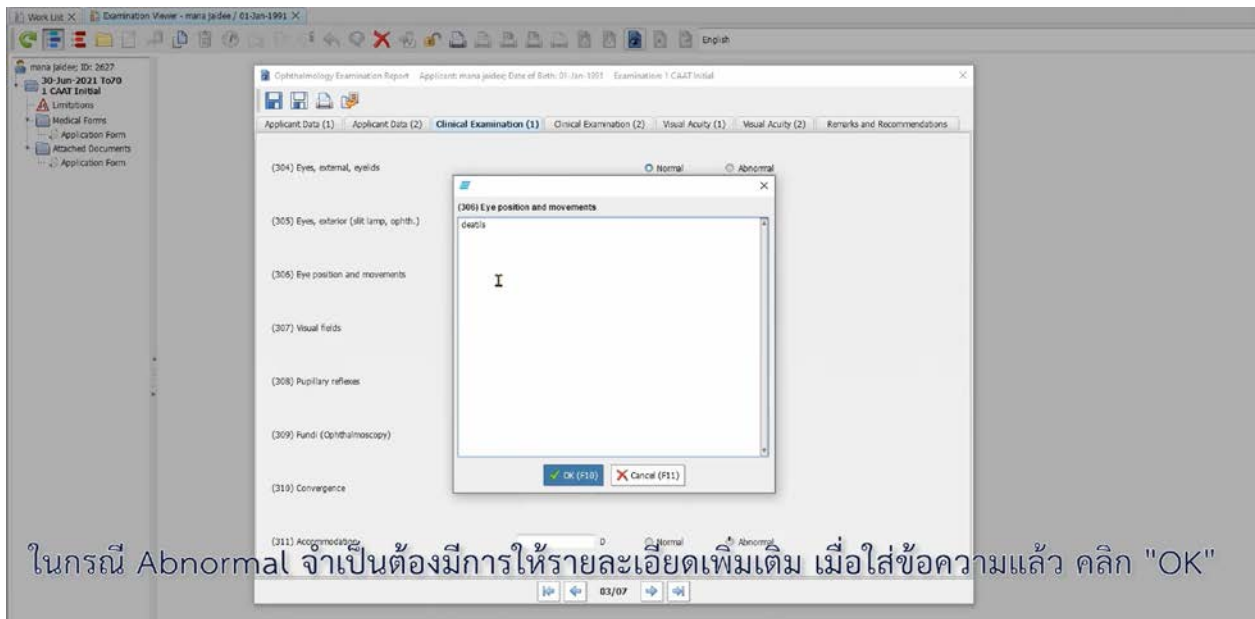 Work List
Examination Viewer - mana jaidee / 01-Jan-1991
English
mana jaidee; ID: 2627
30-Jun-2021 To70
1 CAAT Initial
Limitations
Medical Forms
Application Form
Attached Documents
Application Form
Ophthalmology Examination Report Applicant: mana jaidee; Date of Birth: 01-Jan-1991 Examination: 1 CAAT Initial
Applicant Data (1) Applicant Data (2) Clinical Examination (1) Clinical Examination (2) Visual Acuity (1) Visual Acuity (2) Remarks and Recommendations
(304) Eyes, external, eyelids Normal Abnormal
(306) Eye position and movements
deatils
(305) Eyes, exterior (slit lamp, ophth.)
(306) Eye position and movements
(307) Visual fields
(308) Pupillary reflexes
(309) Fundi (Ophthalmoscopy)
OK (F10) Cancel (F11)
(310) Convergence
(311) Accommodation D Normal Abnormal
ในกรณี Abnormal จำเป็นต้องมีการให้รายละเอียดเพิ่มเติม เมื่อใส่ข้อความแล้ว คลิก "OK"
03/07